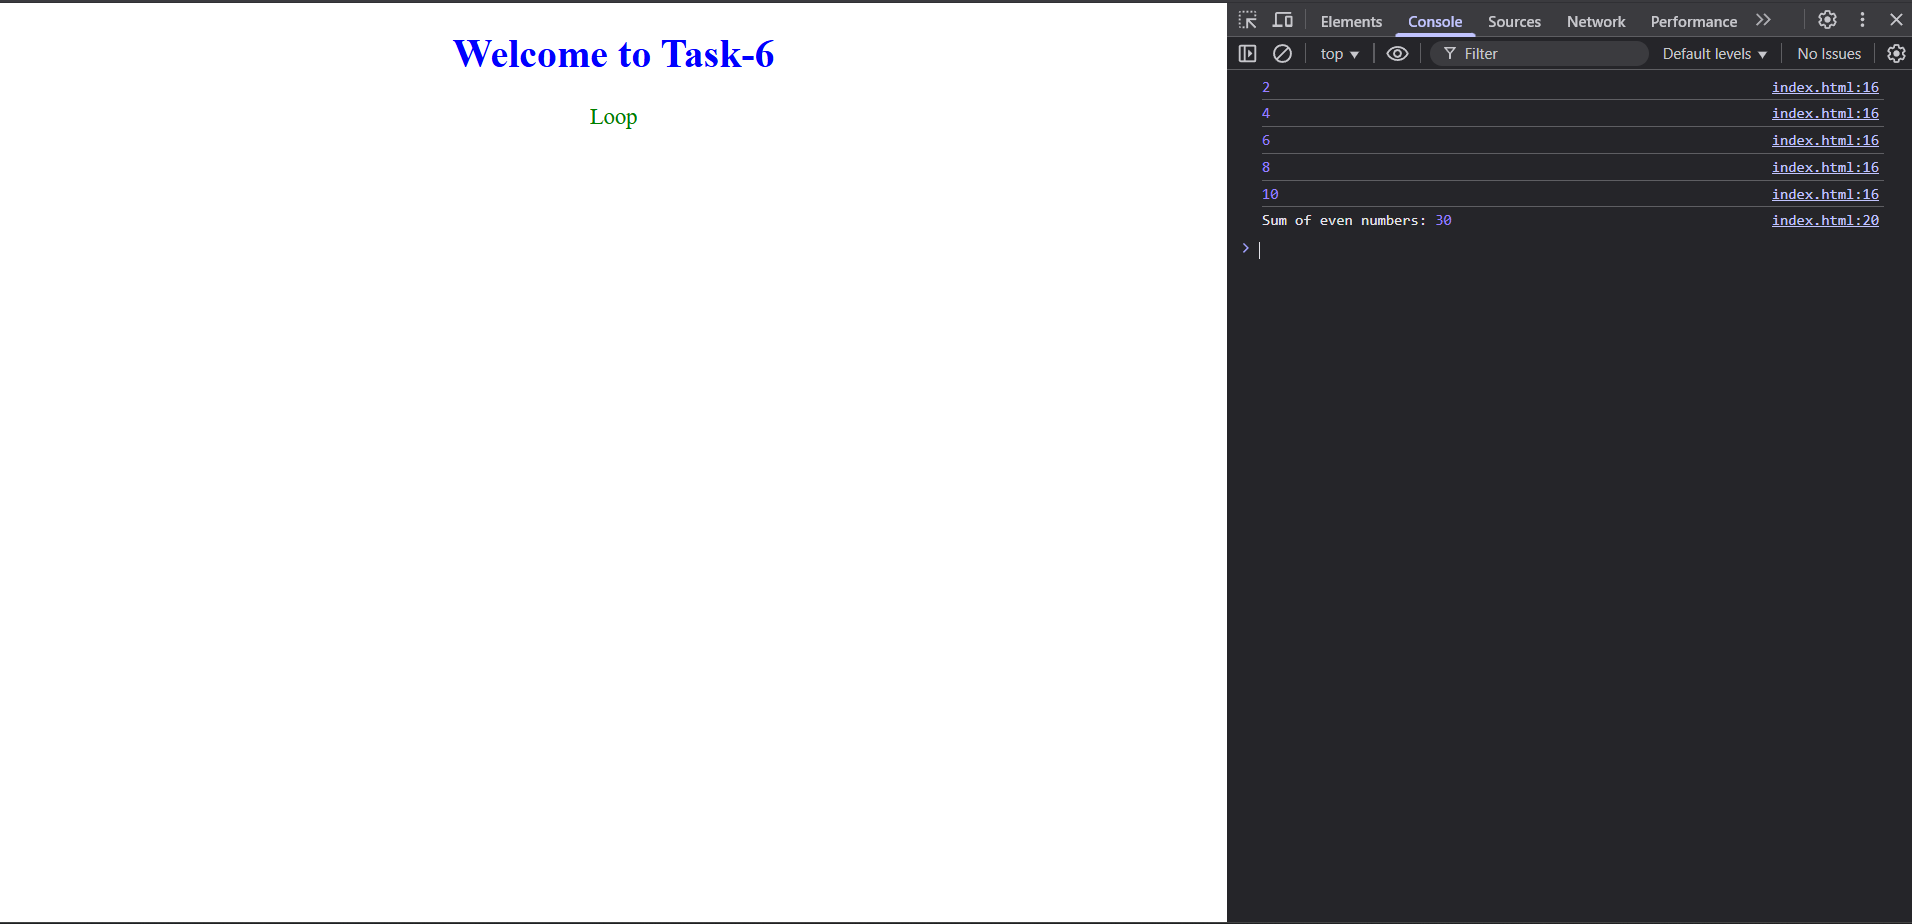 Welcome to Task-6
Loop
Elements Console Sources Network Performance
top Filter Default levels No Issues
2 index.html:16
4 index.html:16
6 index.html:16
8 index.html:16
10 index.html:16
Sum of even numbers: 30 index.html:20